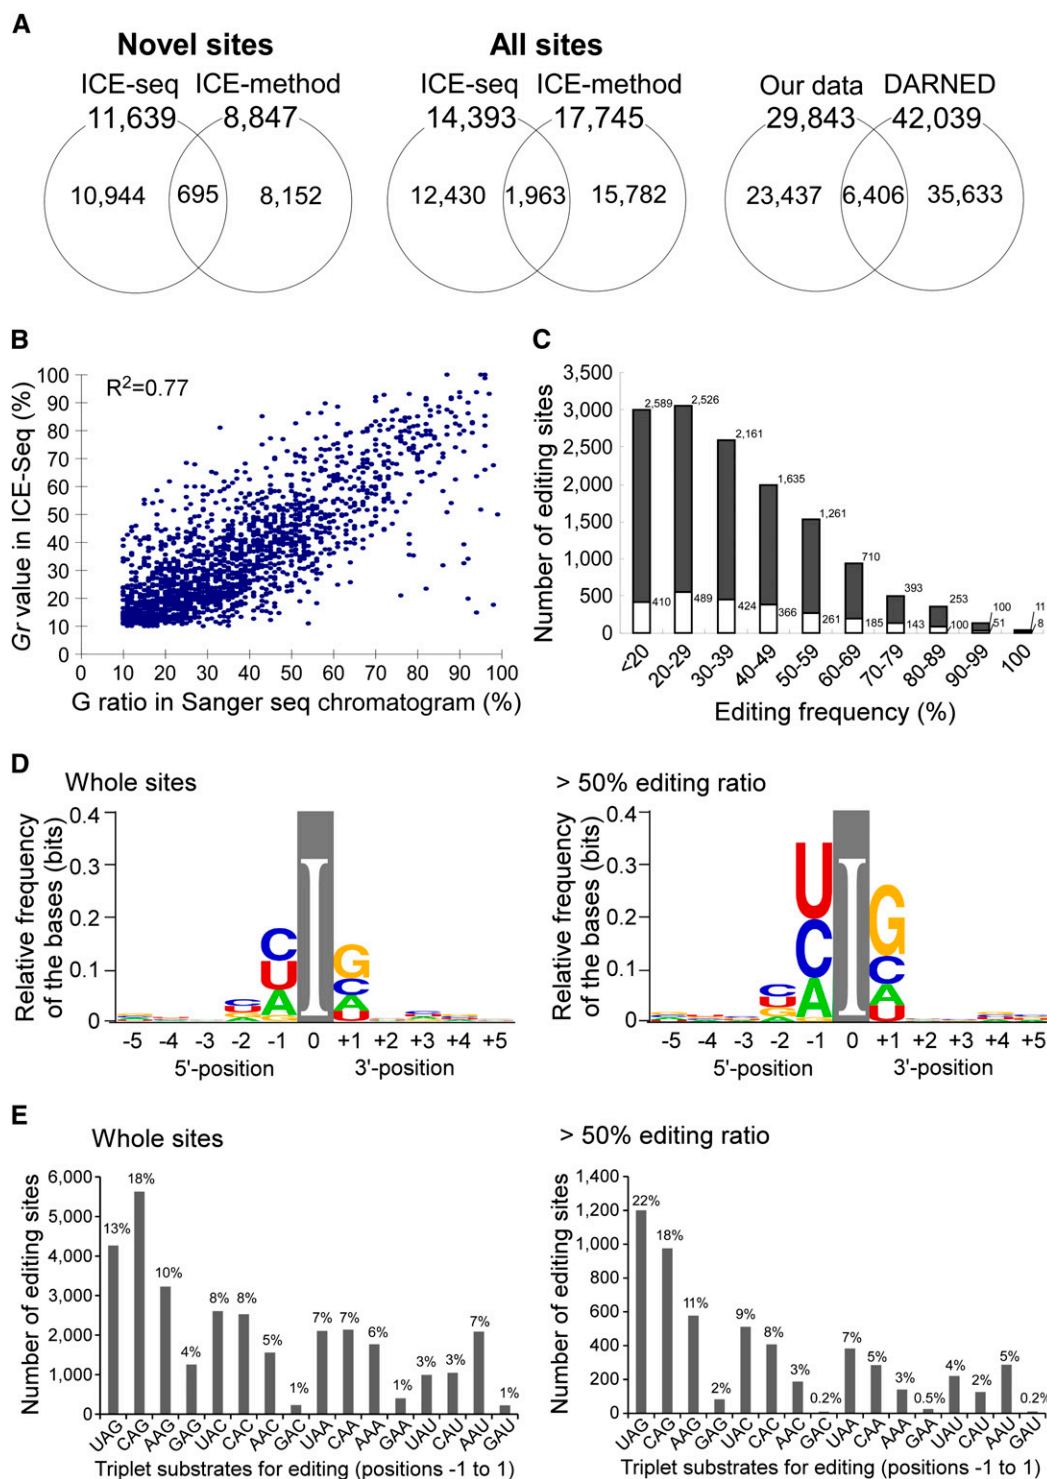 A
Novel sites
All sites
ICE-seq ICE-method
11,639 8,847
10,944 695 8,152
ICE-seq ICE-method
14,393 17,745
12,430 1,963 15,782
Our data DARNED
29,843 42,039
23,437 6,406 35,633
B
R²=0.77
Gr value in ICE-Seq (%)
100
90
80
70
60
50
40
30
20
10
0
0 10 20 30 40 50 60 70 80 90 100
G ratio in Sanger seq chromatogram (%)
C
Number of editing sites
3,500
3,000
2,500
2,000
1,500
1,000
500
0
2,589
2,526
2,161
1,635
1,261
710
393
253
100
11
410
489
424
366
261
185
143
100
51
8
<20 20-29 30-39 40-49 50-59 60-69 70-79 80-89 90-99 100
Editing frequency (%)
D
Whole sites
Relative frequency
of the bases (bits)
0.4
0.3
0.2
0.1
0
C U A
I
G C A U
-5 -4 -3 -2 -1 0 +1 +2 +3 +4 +5
5'-position 3'-position
> 50% editing ratio
Relative frequency
of the bases (bits)
0.4
0.3
0.2
0.1
0
U C A
I
G C A U
-5 -4 -3 -2 -1 0 +1 +2 +3 +4 +5
5'-position 3'-position
E
Whole sites
Number of editing sites
6,000
5,000
4,000
3,000
2,000
1,000
0
13% 18% 10% 4% 8% 8% 5% 1% 7% 7% 6% 1% 3% 3% 7% 1%
UAG CAG AAG GAG UAC CAC AAC GAC UAA CAA AAA GAA UAU CAU AAU GAU
Triplet substrates for editing (positions -1 to 1)
> 50% editing ratio
Number of editing sites
1,400
1,200
1,000
800
600
400
200
0
22% 18% 11% 2% 9% 8% 3% 0.2% 7% 5% 3% 0.5% 4% 2% 5% 0.2%
UAG CAG AAG GAG UAC CAC AAC GAC UAA CAA AAA GAA UAU CAU AAU GAU
Triplet substrates for editing (positions -1 to 1)